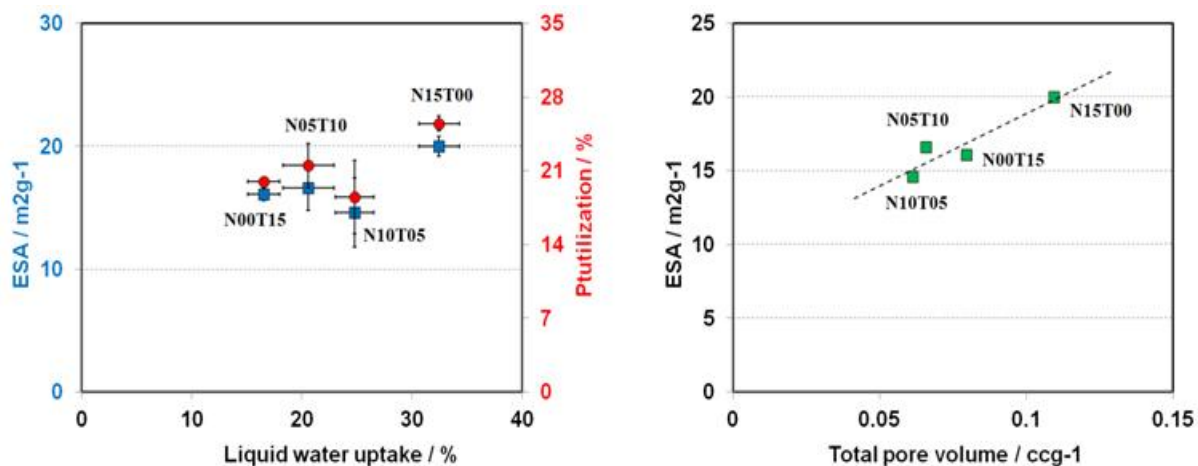 30
20
10
0
ESA / m2g-1
35
28
21
14
7
0
Ptutilization / %
N15T00
N05T10
N00T15
N10T05
0
10
20
30
40
Liquid water uptake / %
25
20
15
10
5
0
ESA / m2g-1
N05T10
N15T00
N00T15
N10T05
0
0.05
0.1
0.15
Total pore volume / ccg-1